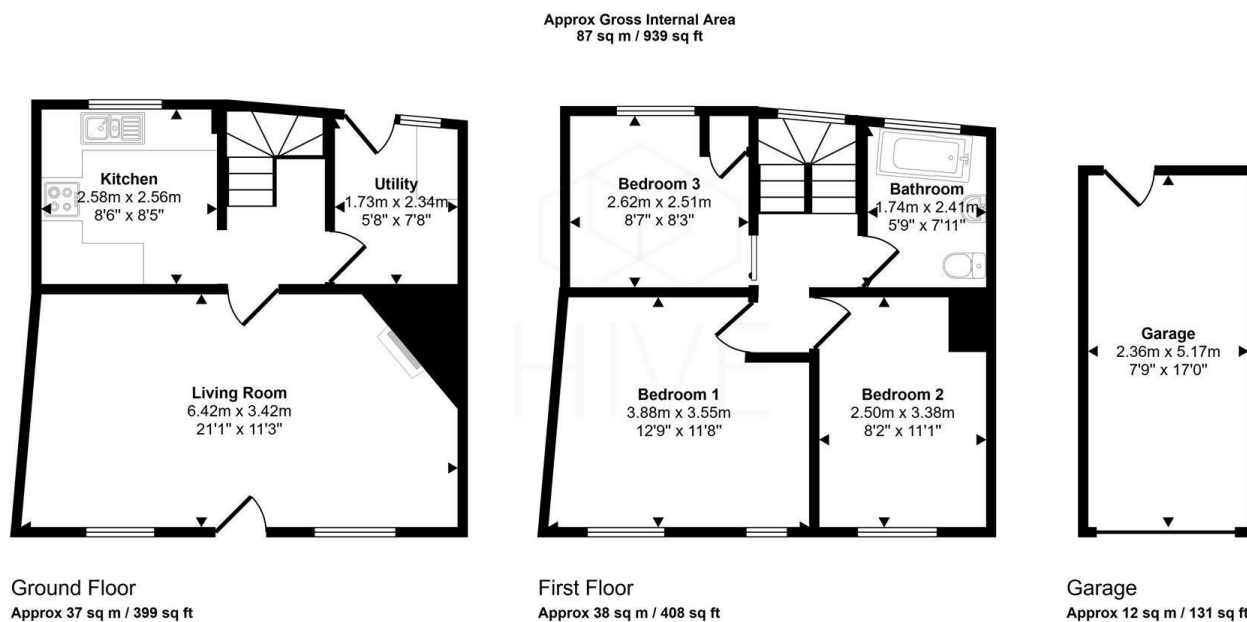 Approx Gross Internal Area
87 sq m / 939 sq ft
Kitchen
2.58m x 2.56m
8'6" x 8'5"
Utility
1.73m x 2.34m
5'8" x 7'8"
Living Room
6.42m x 3.42m
21'1" x 11'3"
Ground Floor
Approx 37 sq m / 399 sq ft
Bedroom 3
2.62m x 2.51m
8'7" x 8'3"
Bathroom
1.74m x 2.41m
5'9" x 7'11"
HIVE
Bedroom 1
3.88m x 3.55m
12'9" x 11'8"
Bedroom 2
2.50m x 3.38m
8'2" x 11'1"
First Floor
Approx 38 sq m / 408 sq ft
Garage
2.36m x 5.17m
7'9" x 17'0"
Garage
Approx 12 sq m / 131 sq ft